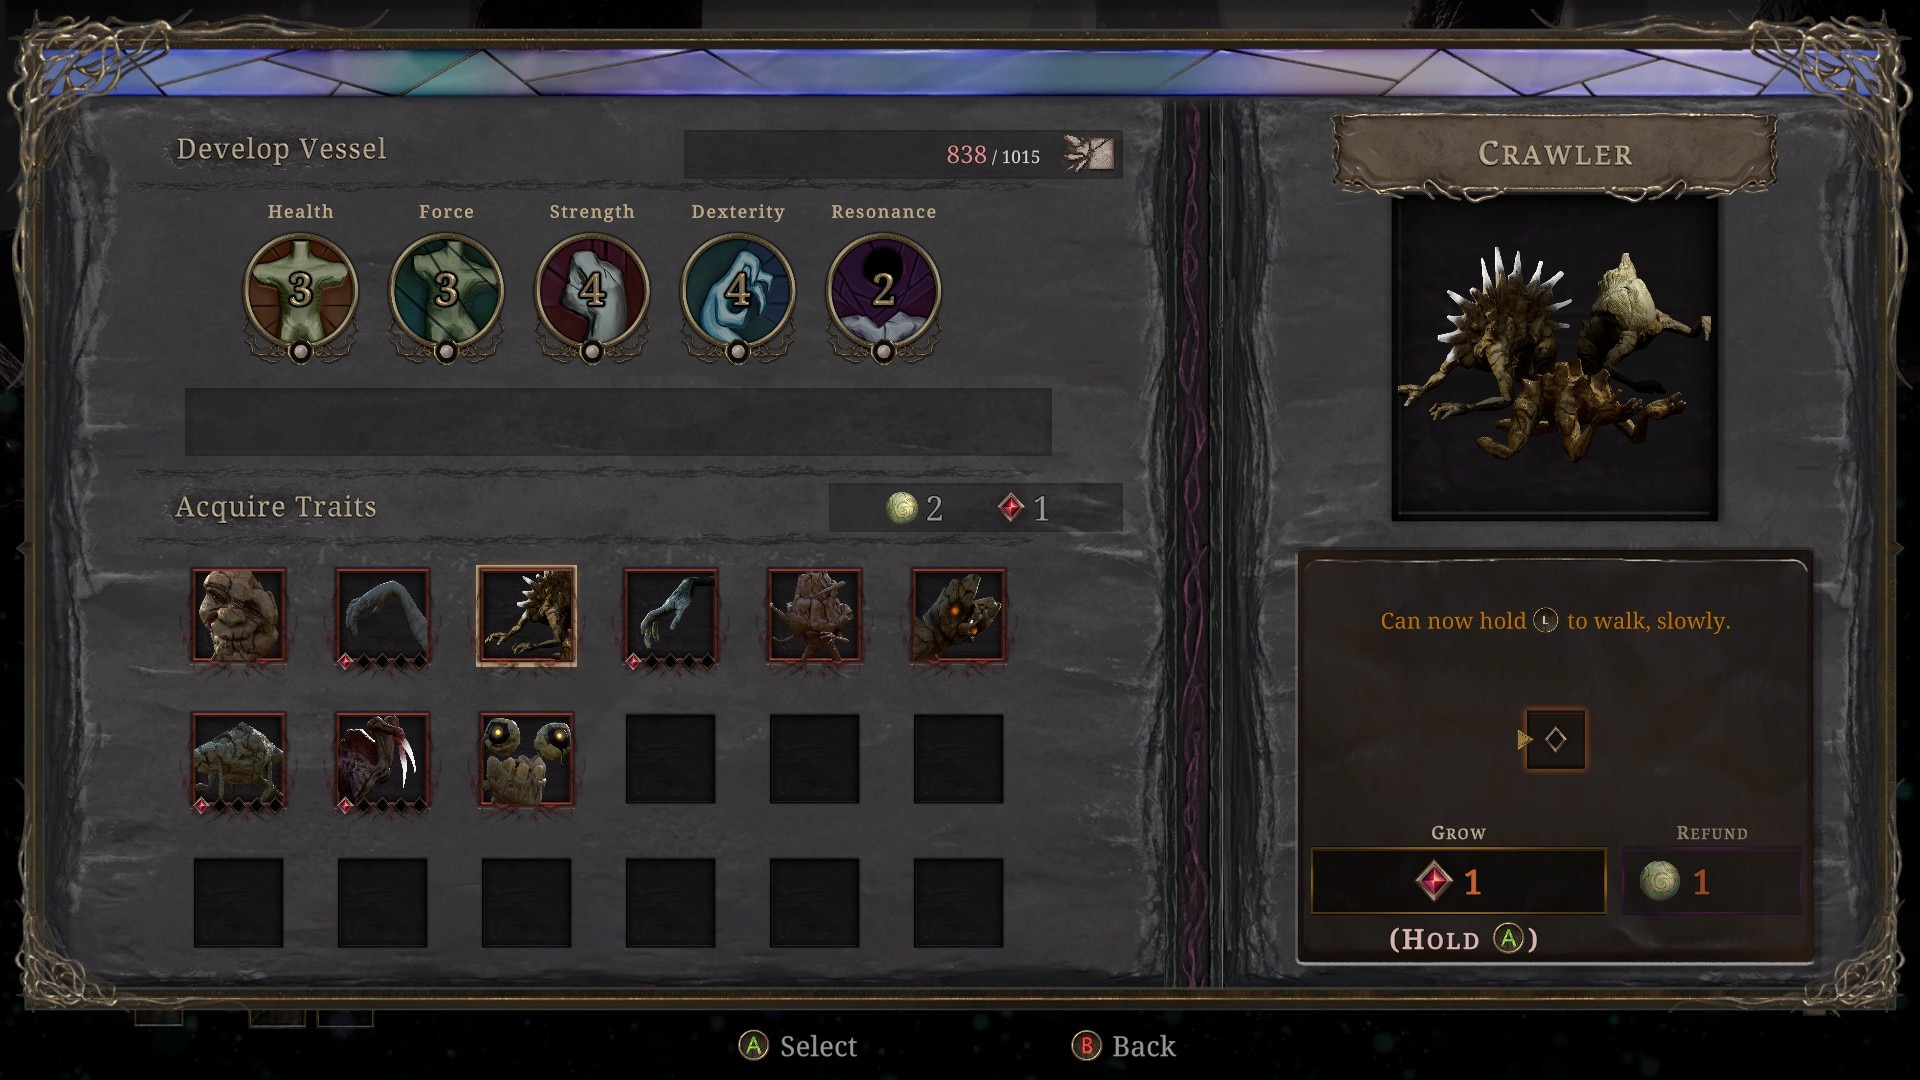 Develop Vessel
838 / 1015
Health Force Strength Dexterity Resonance
3 3 4 4 2
Acquire Traits
2 1
CRAWLER
Can now hold L to walk, slowly.
GROW REFUND
1 1
(HOLD A)
A Select B Back